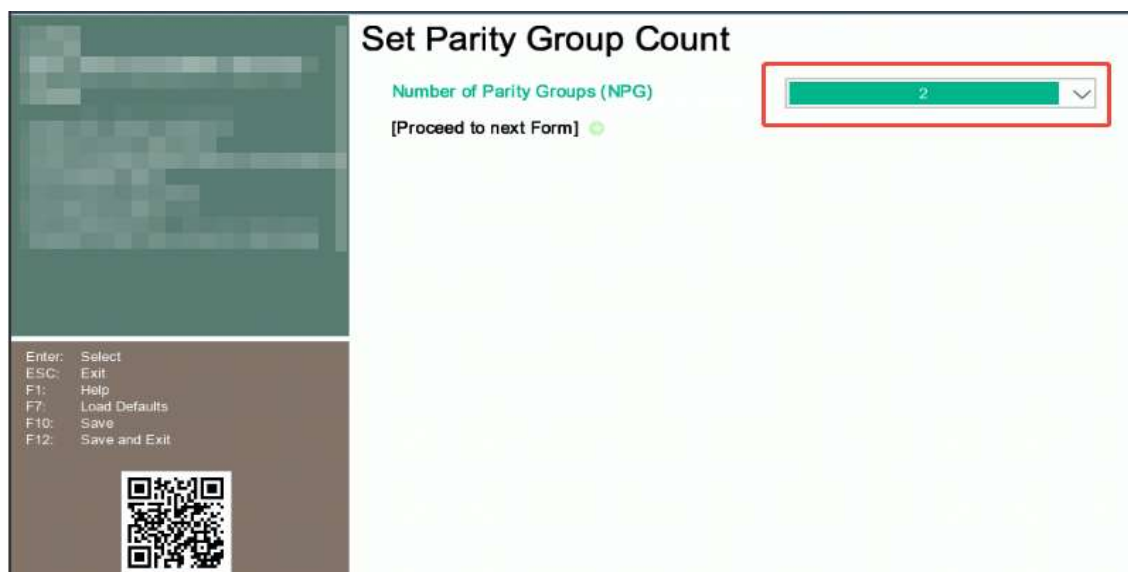 Set Parity Group Count
Number of Parity Groups (NPG)
2
[Proceed to next Form]
Enter: Select
ESC: Exit
F1: Help
F7: Load Defaults
F10: Save
F12: Save and Exit